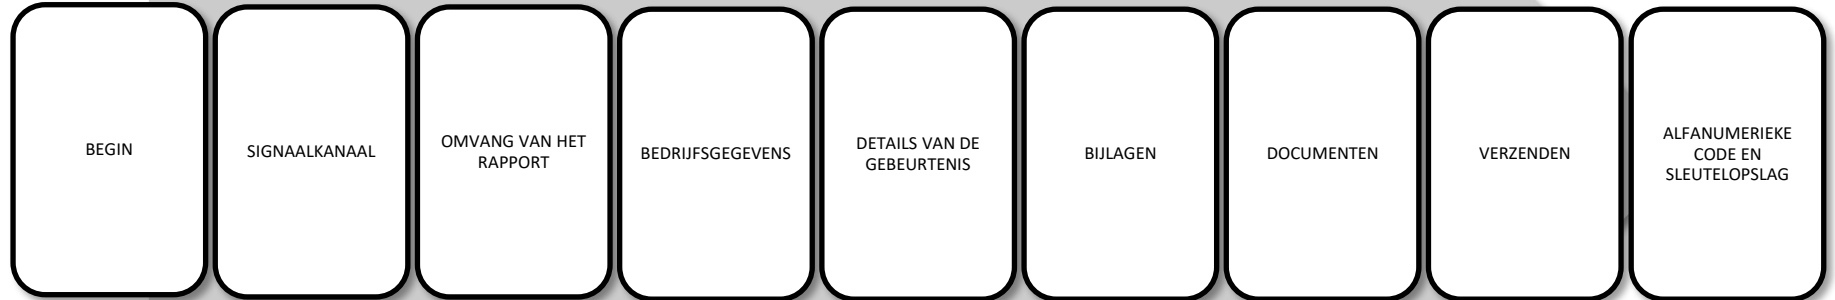 BEGIN
SIGNAALKANAAL
OMVANG VAN HET
RAPPORT
BEDRIJFSGEGEVENS
DETAILS VAN DE
GEBEURTENIS
BIJLAGEN
DOCUMENTEN
VERZENDEN
ALFANUMERIEKE
CODE EN
SLEUTELOPSLAG